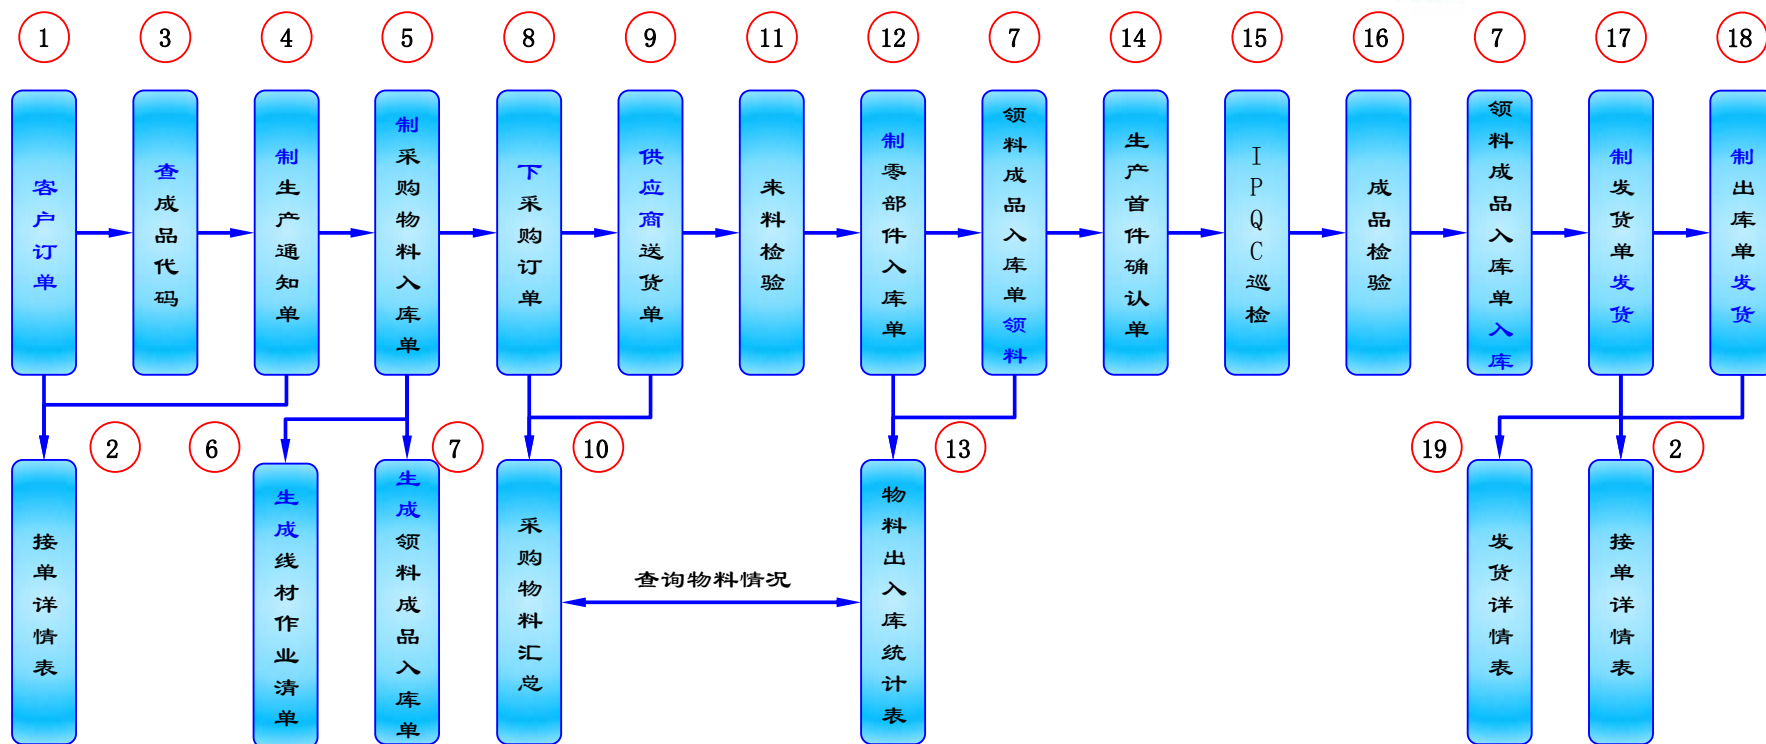 1
3
4
5
8
9
11
12
7
14
15
16
7
17
18
客户订单
查成品代码
制生产通知单
制采购物料入库单
下采购订单
供应商送货单
来料检验
制零部件入库单
领料成品入库单领料
生产首件确认单
IPQC巡检
成品检验
领料成品入库单入库
制发货单发货
制出库单发货
2
6
7
10
13
19
2
接单详情表
生成线材作业清单
生成领料成品入库单
采购物料汇总
查询物料情况
物料出入库统计表
发货详情表
接单详情表